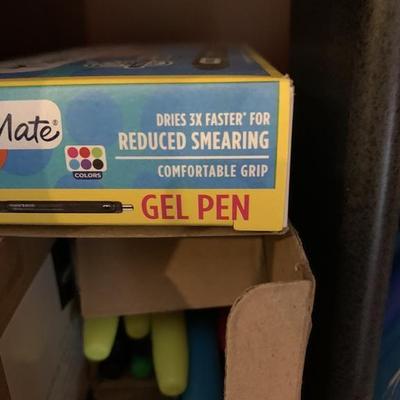 Mate®
DRIES 3X FASTER* FOR
REDUCED SMEARING
COLORS
COMFORTABLE GRIP
GEL PEN